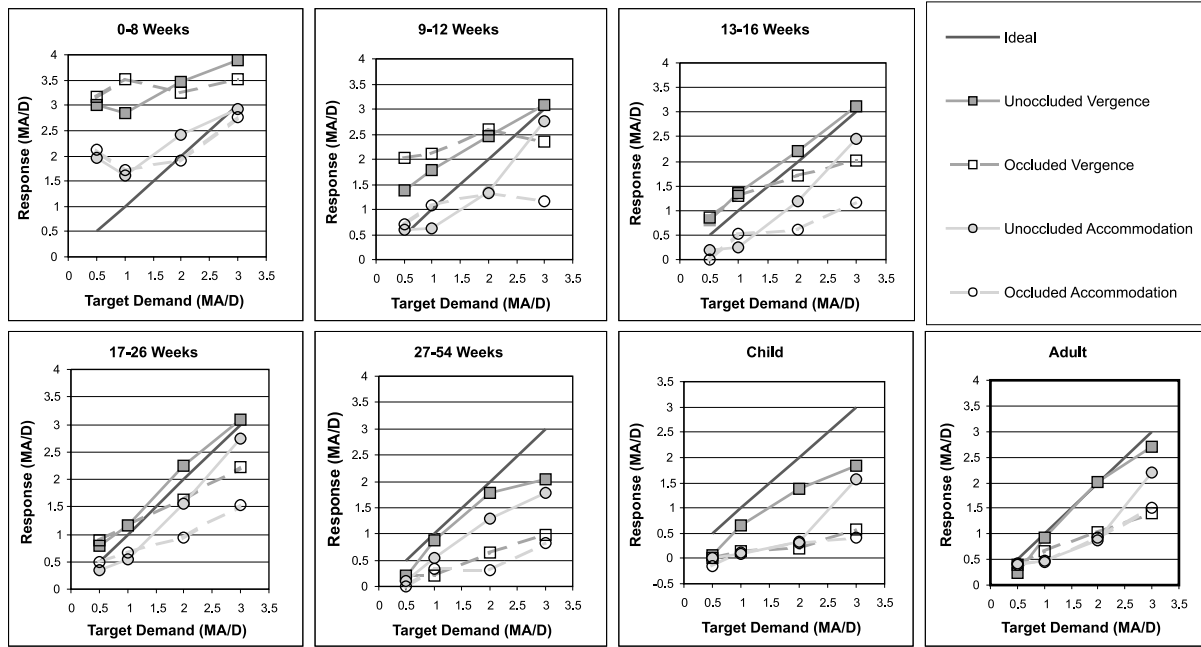 0-8 Weeks
Response (MA/D)
4
3.5
3
2.5
2
1.5
1
0.5
0
0 0.5 1 1.5 2 2.5 3 3.5
Target Demand (MA/D)
9-12 Weeks
Response (MA/D)
4
3.5
3
2.5
2
1.5
1
0.5
0
0 0.5 1 1.5 2 2.5 3 3.5
Target Demand (MA/D)
13-16 Weeks
Response (MA/D)
4
3.5
3
2.5
2
1.5
1
0.5
0
0 0.5 1 1.5 2 2.5 3 3.5
Target Demand (MA/D)
Ideal
Unoccluded Vergence
Occluded Vergence
Unoccluded Accommodation
Occluded Accommodation
17-26 Weeks
Response (MA/D)
4
3.5
3
2.5
2
1.5
1
0.5
0
0 0.5 1 1.5 2 2.5 3 3.5
Target Demand (MA/D)
27-54 Weeks
Response (MA/D)
4
3.5
3
2.5
2
1.5
1
0.5
0
0 0.5 1 1.5 2 2.5 3 3.5
Target Demand (MA/D)
Child
Response (MA/D)
3.5
3
2.5
2
1.5
1
0.5
0
-0.5
0 0.5 1 1.5 2 2.5 3 3.5
Target Demand (MA/D)
Adult
Response (MA/D)
4
3.5
3
2.5
2
1.5
1
0.5
0
0 0.5 1 1.5 2 2.5 3 3.5
Target Demand (MA/D)